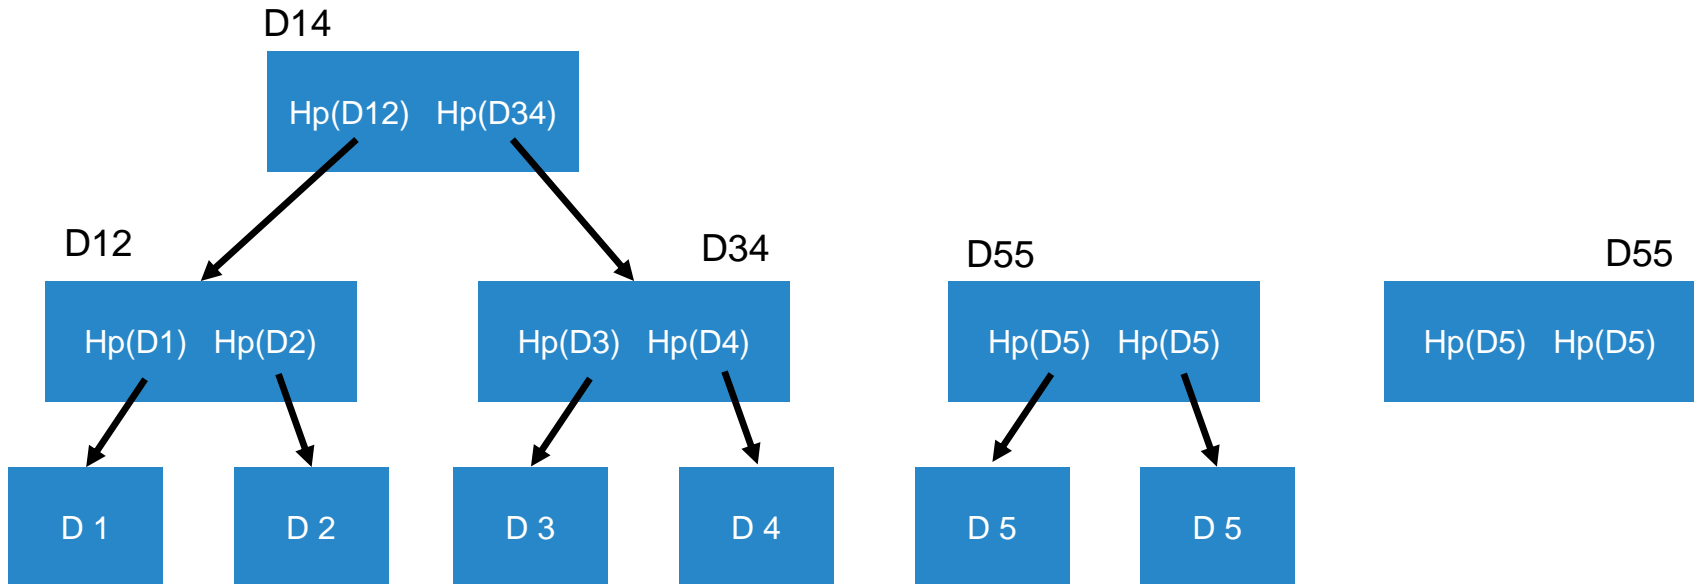 D14
Hp(D12) Hp(D34)
D12
D34
D55
D55
Hp(D1) Hp(D2)
Hp(D3) Hp(D4)
Hp(D5) Hp(D5)
Hp(D5) Hp(D5)
D 1
D 2
D 3
D 4
D 5
D 5